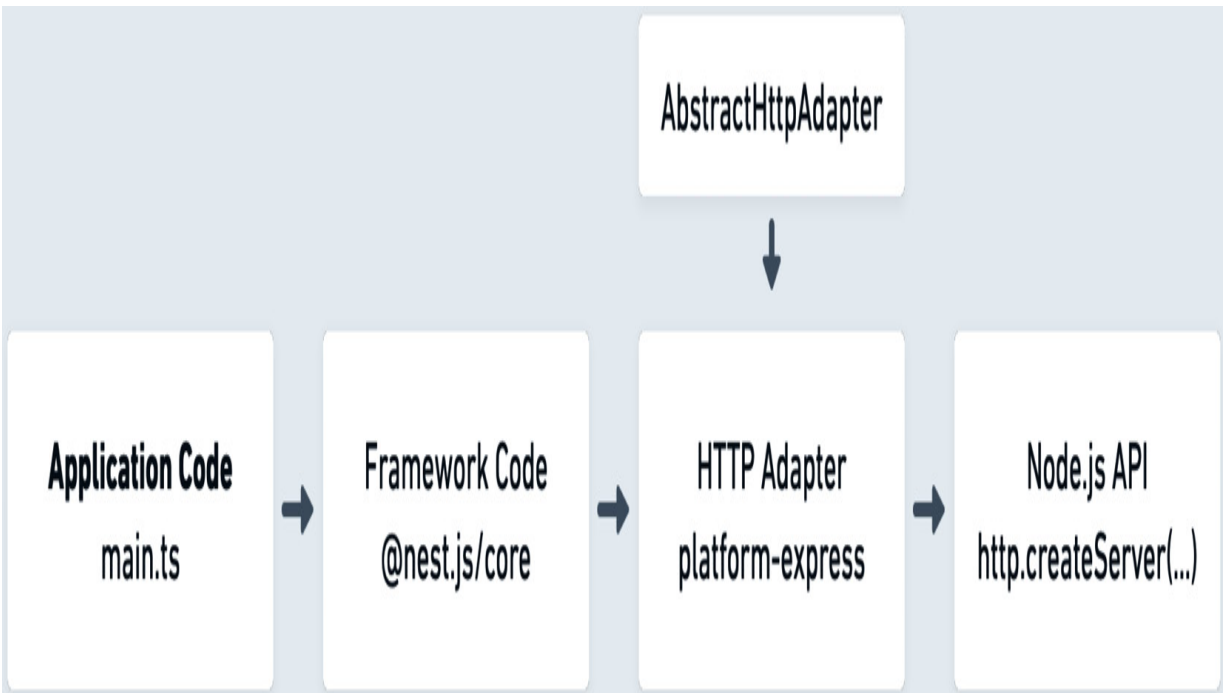 AbstractHttpAdapter
Application Code
main.ts
Framework Code
@nest.js/core
HTTP Adapter
platform-express
Node.js API
http.createServer(...)